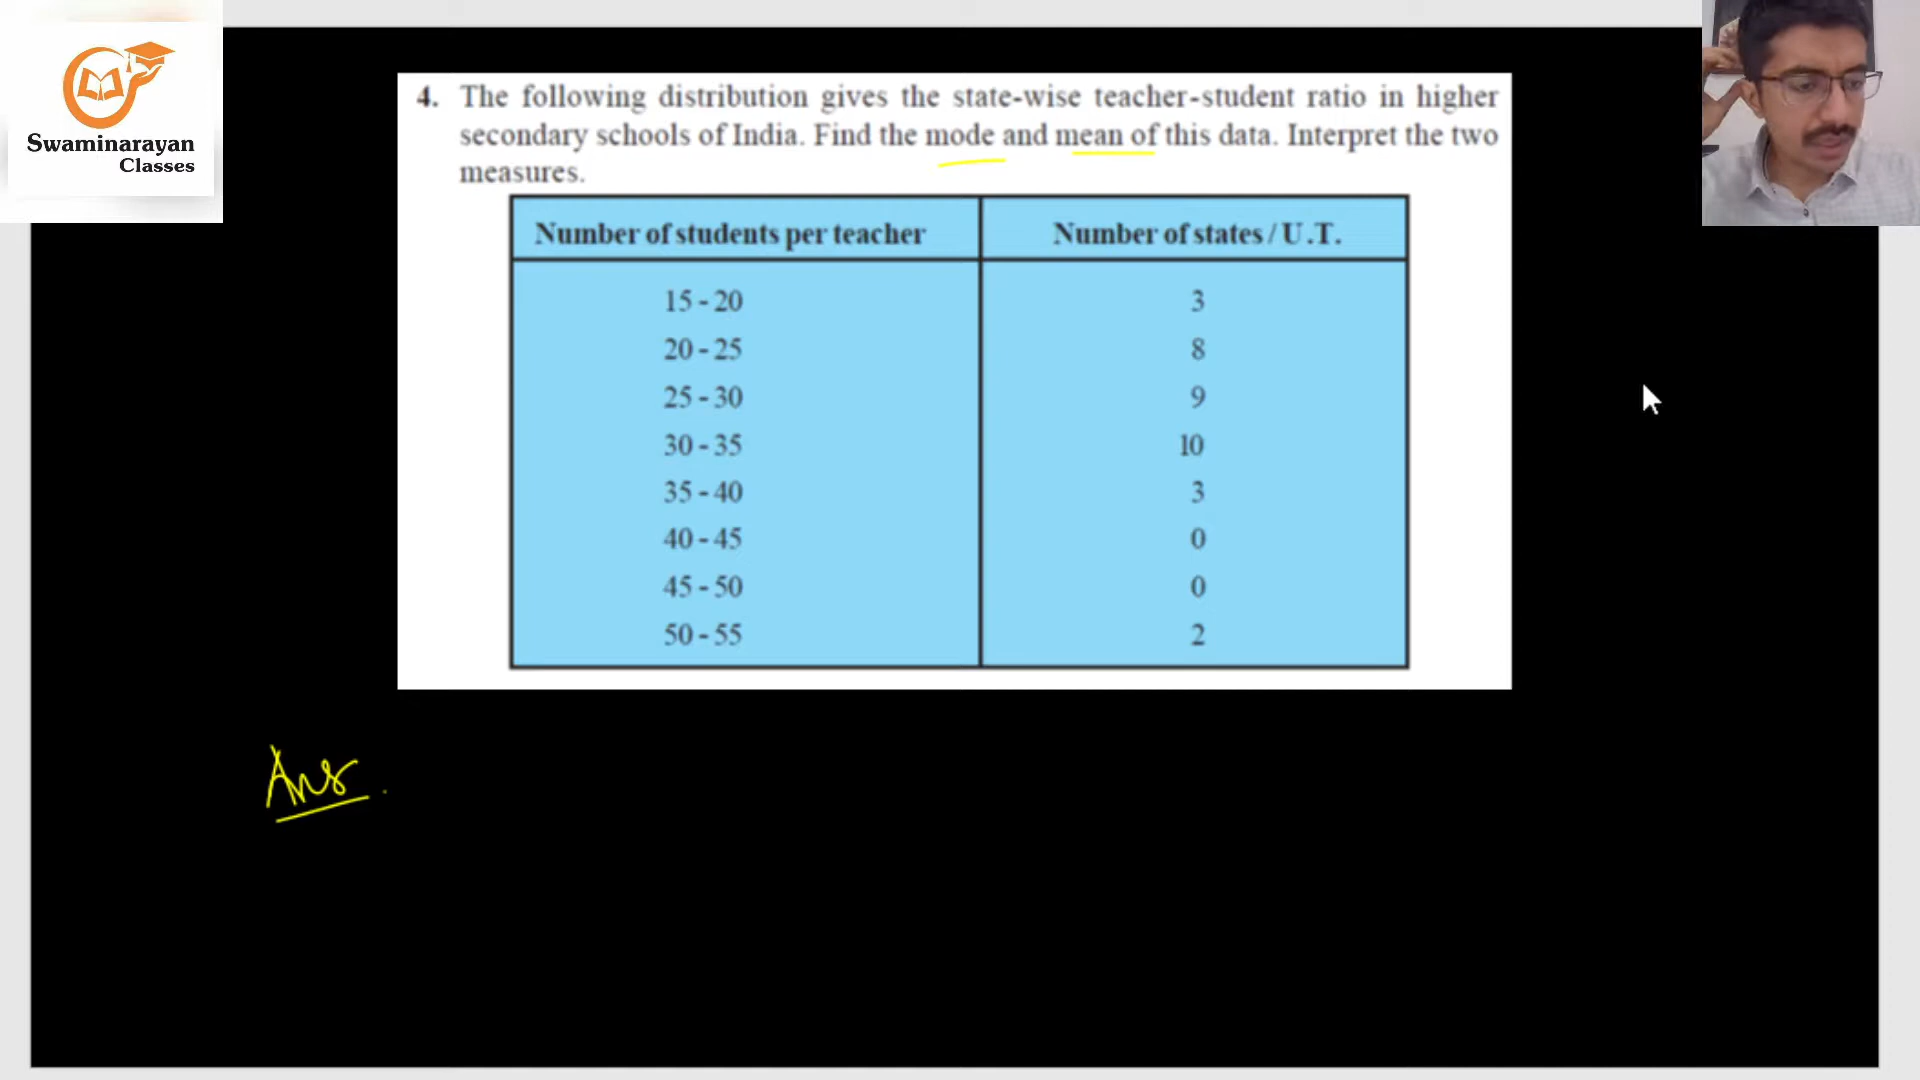 Swaminarayan
Classes
4. The following distribution gives the state-wise teacher-student ratio in higher
secondary schools of India. Find the mode and mean of this data. Interpret the two
measures.
Number of students per teacher Number of states / U.T.
15 - 20 3
20 - 25 8
25 - 30 9
30 - 35 10
35 - 40 3
40 - 45 0
45 - 50 0
50 - 55 2
Ans.